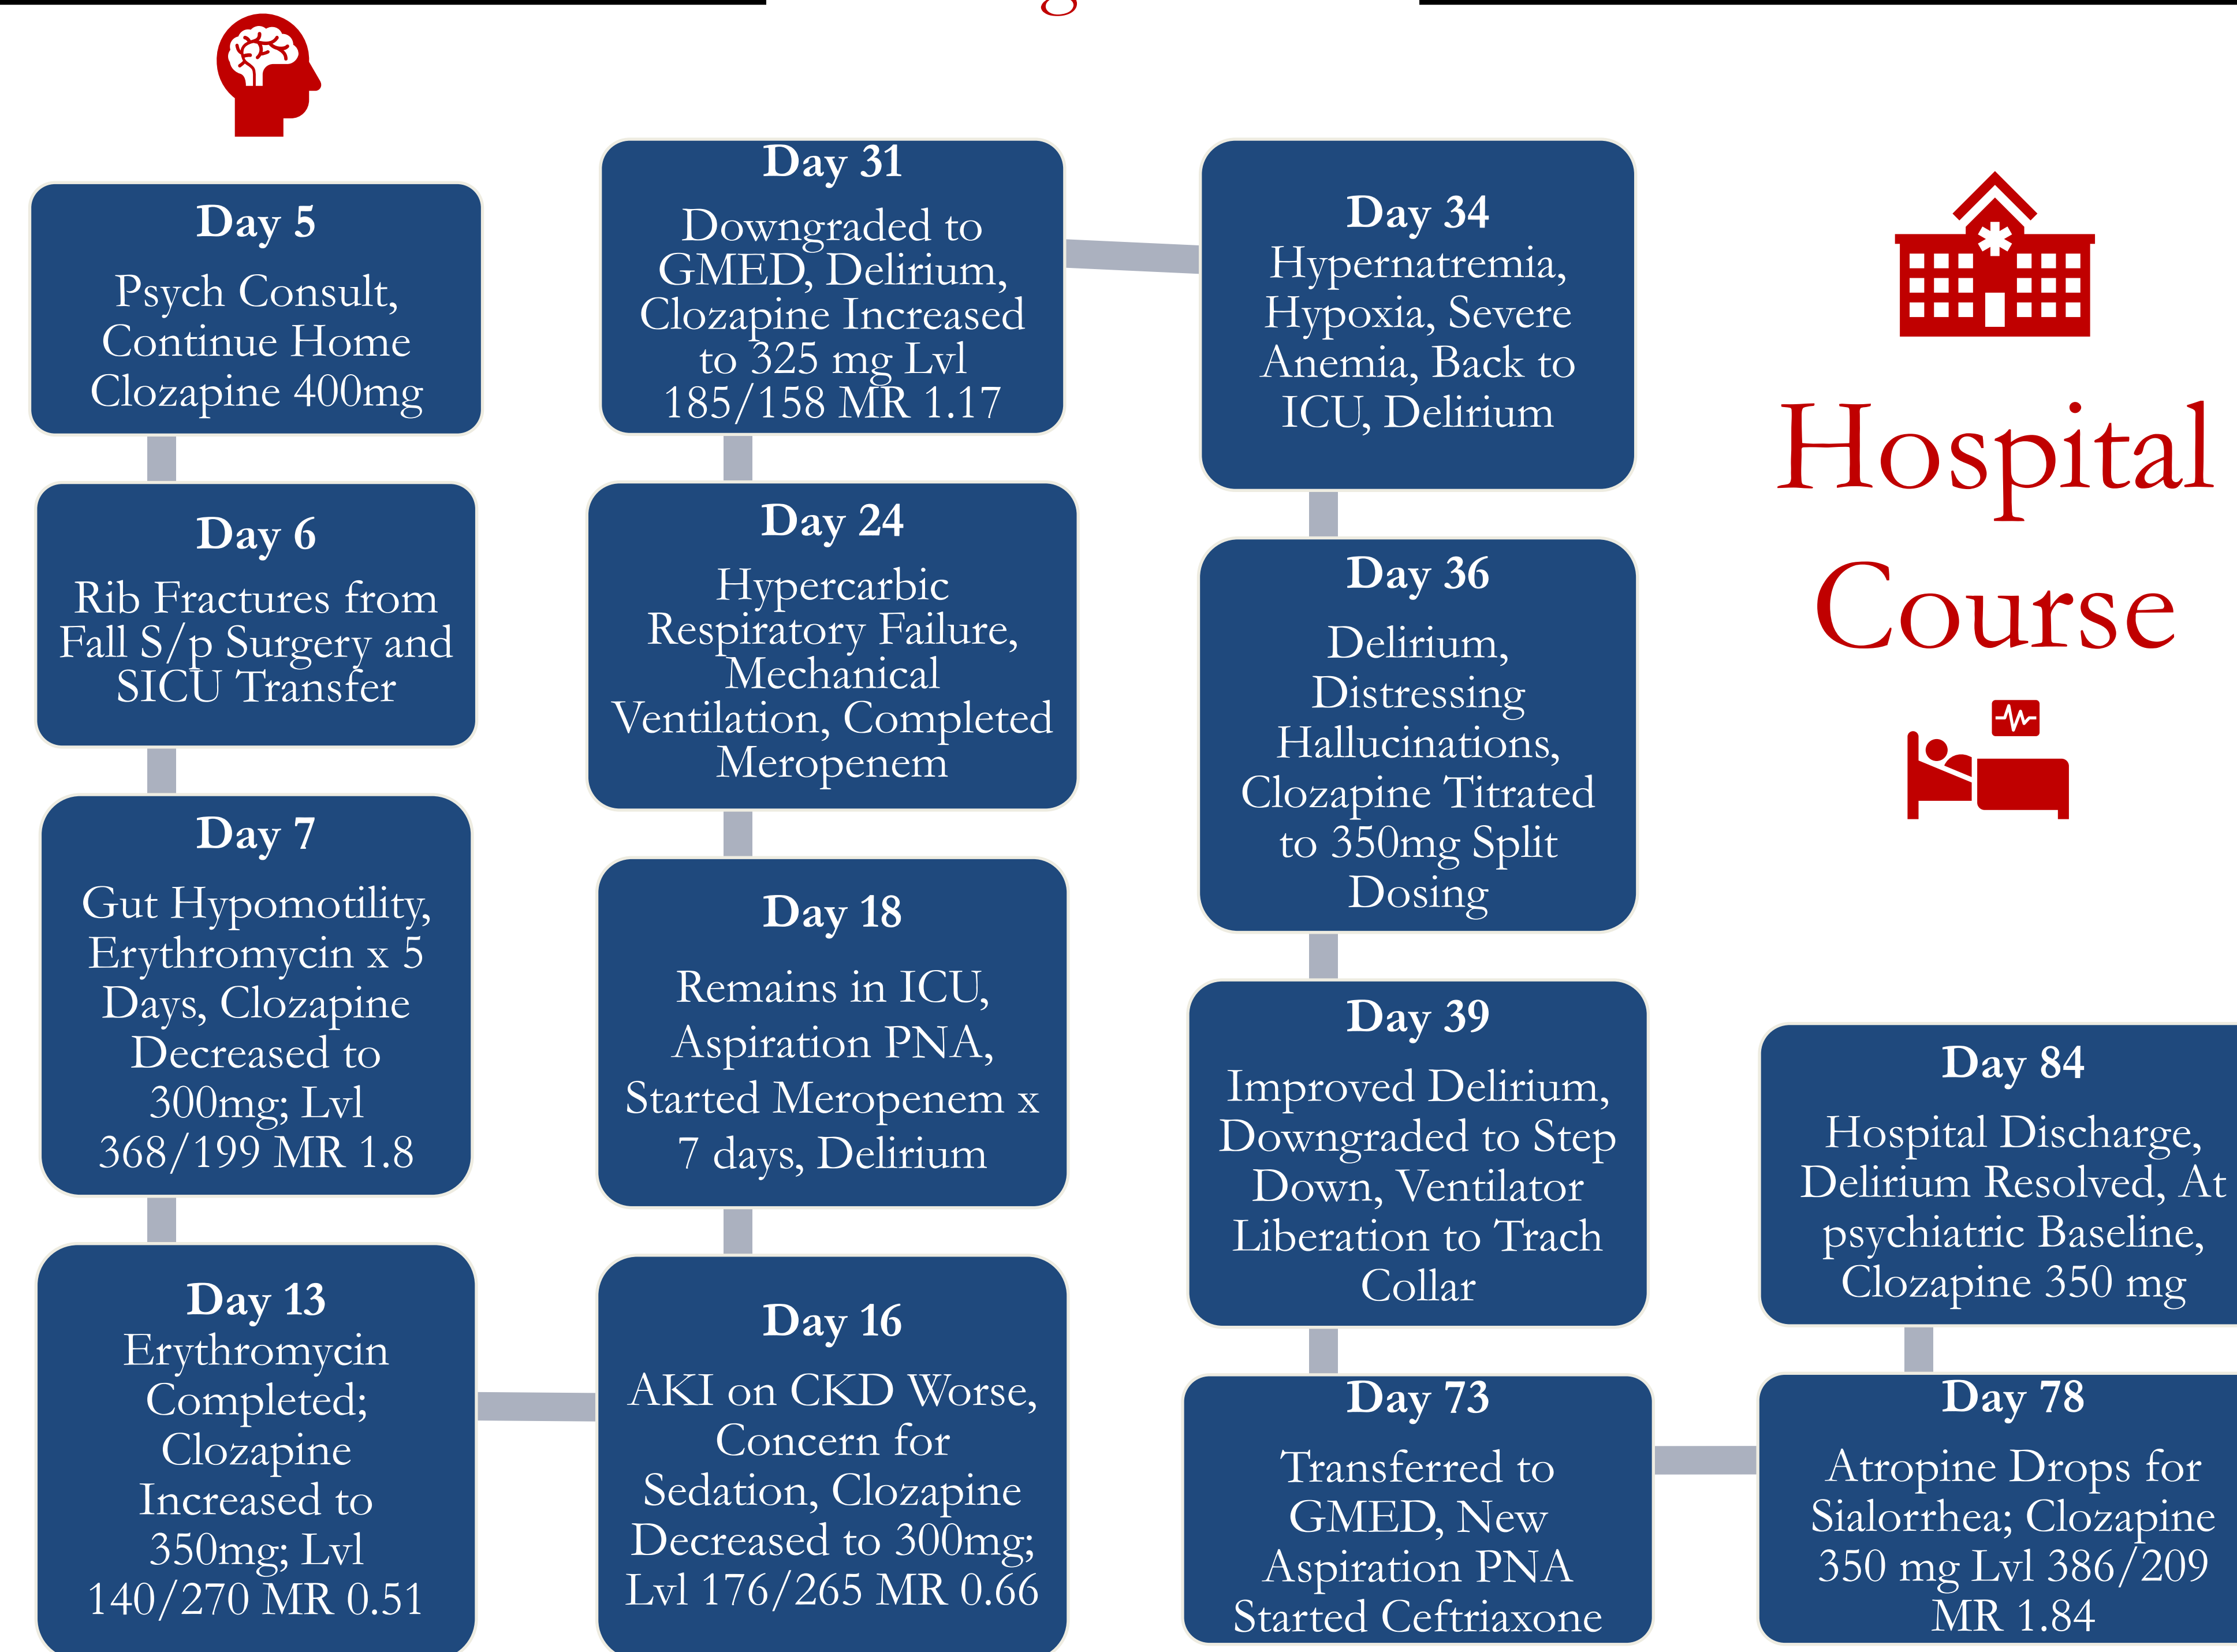 Day 5
Psych Consult,
Continue Home
Clozapine 400mg
Day 6
Rib Fractures from
Fall S/p Surgery and
SICU Transfer
Day 7
Gut Hypomotility,
Erythromycin x 5
Days, Clozapine
Decreased to
300mg; Lvl
368/199 MR 1.8
Day 13
Erythromycin
Completed;
Clozapine
Increased to
350mg; Lvl
140/270 MR 0.51
Day 16
AKI on CKD Worse,
Concern for
Sedation, Clozapine
Decreased to 300mg;
Lvl 176/265 MR 0.66
Day 18
Remains in ICU,
Aspiration PNA,
Started Meropenem x
7 days, Delirium
Day 24
Hypercarbic
Respiratory Failure,
Mechanical
Ventilation, Completed
Meropenem
Day 31
Downgraded to
GMED, Delirium,
Clozapine Increased
to 325 mg Lvl
185/158 MR 1.17
Day 34
Hypernatremia,
Hypoxia, Severe
Anemia, Back to
ICU, Delirium
Day 36
Delirium,
Distressing
Hallucinations,
Clozapine Titrated
to 350mg Split
Dosing
Day 39
Improved Delirium,
Downgraded to Step
Down, Ventilator
Liberation to Trach
Collar
Day 73
Transferred to
GMED, New
Aspiration PNA
Started Ceftriaxone
Day 78
Atropine Drops for
Sialorrhea; Clozapine
350 mg Lvl 386/209
MR 1.84
Day 84
Hospital Discharge,
Delirium Resolved, At
psychiatric Baseline,
Clozapine 350 mg
Hospital
Course